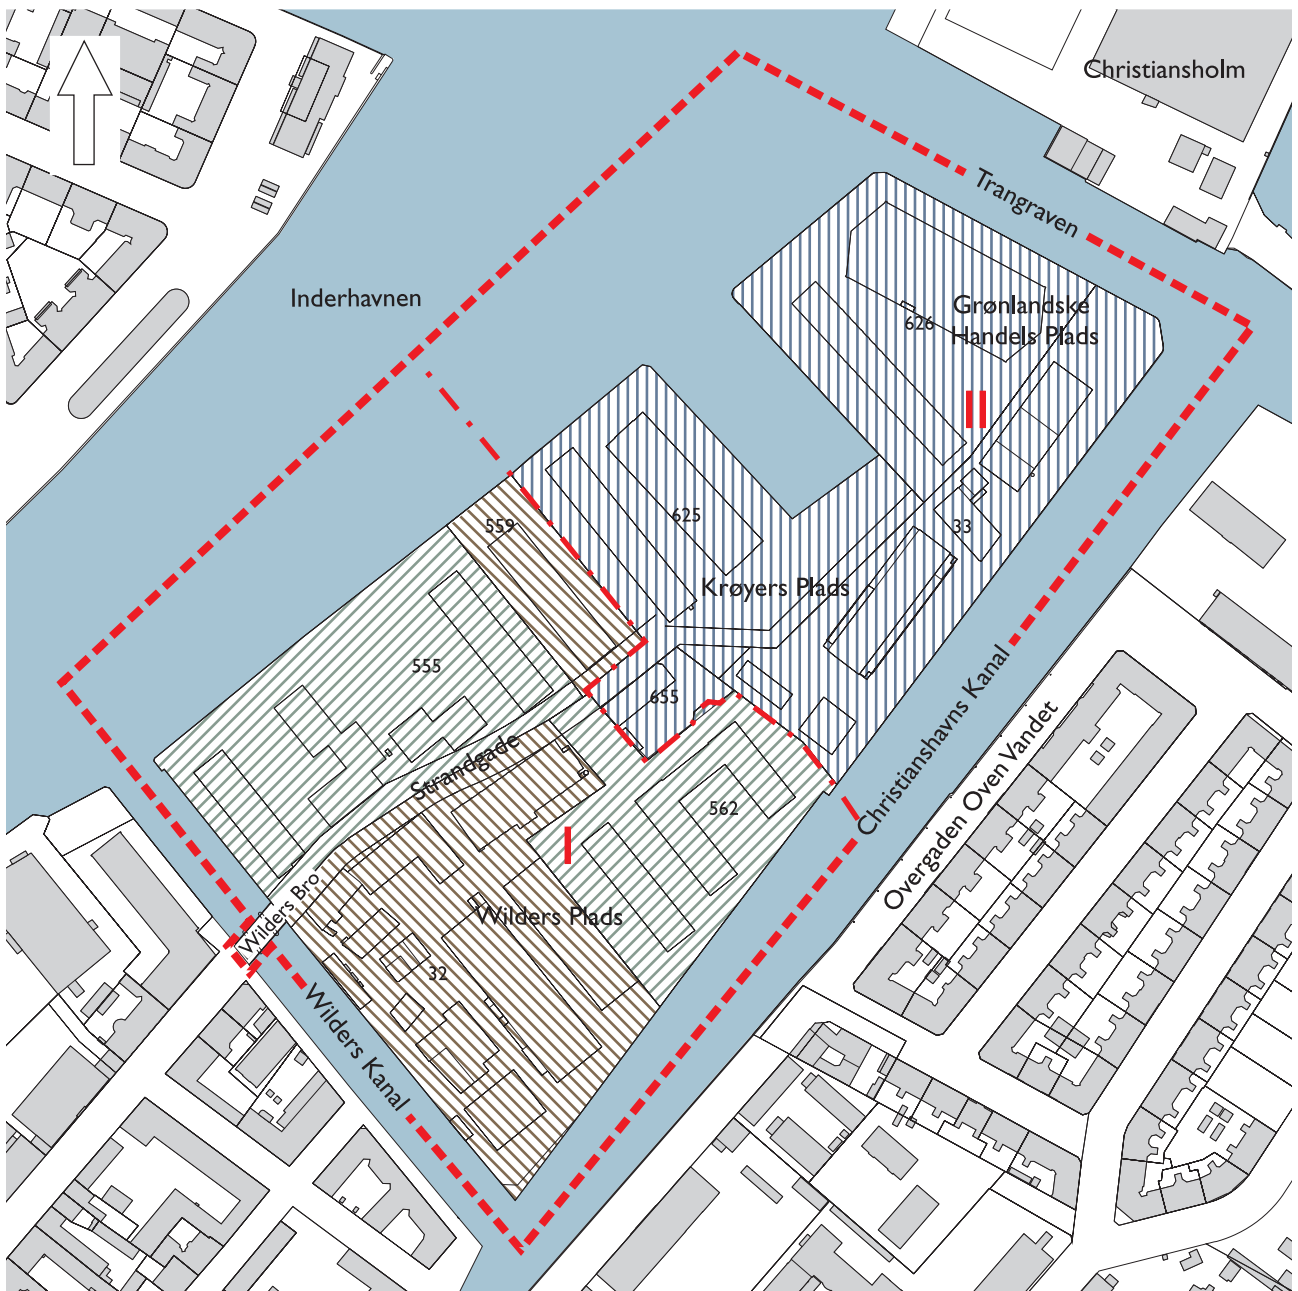 Christiansholm
Trangraven
Inderhavnen
Grønlandske
626
Handels Plads
II
559
625
33
Krøyers Plads
555
655
Strandgade
Christianshavns Kanal
Overgaden Oven Vandet
562
I
Wilders Bro
Wilders Plads
32
Wilders Kanal